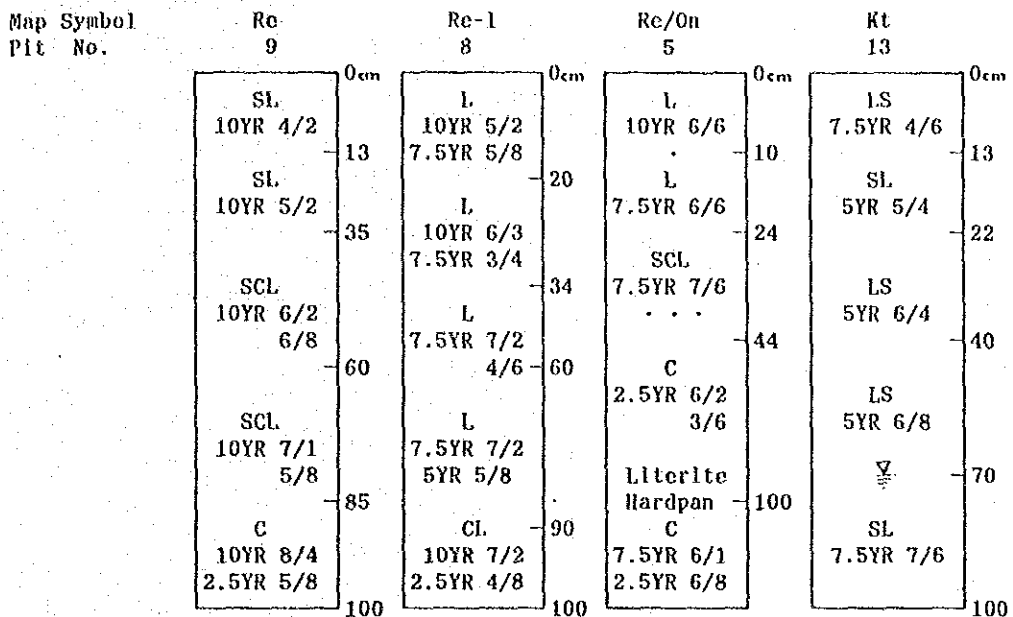 Map Symbol Re Re-1 Re/On Kt
Pit No. 9 8 5 13
0cm 0cm 0cm 0cm
SL L L LS
10YR 4/2 10YR 5/2 10YR 6/6 7.5YR 4/6
13 7.5YR 5/8 . 10 13
20
SL L SL
10YR 5/2 L 7.5YR 6/6 5YR 5/4
35 10YR 6/3 24 22
7.5YR 3/4 SCL
SCL 34 7.5YR 7/6 LS
10YR 6/2 L . . . 5YR 6/4
6/8 7.5YR 7/2 44 40
60 4/6 60 C
2.5YR 6/2 LS
SCL L 3/6 5YR 6/8
10YR 7/1 7.5YR 7/2
5/8 5YR 5/8 Literite 70
85 Hardpan 100
C CL 90 C SL
10YR 8/4 10YR 7/2 7.5YR 6/1 7.5YR 7/6
2.5YR 5/8 2.5YR 4/8 2.5YR 6/8
100 100 100